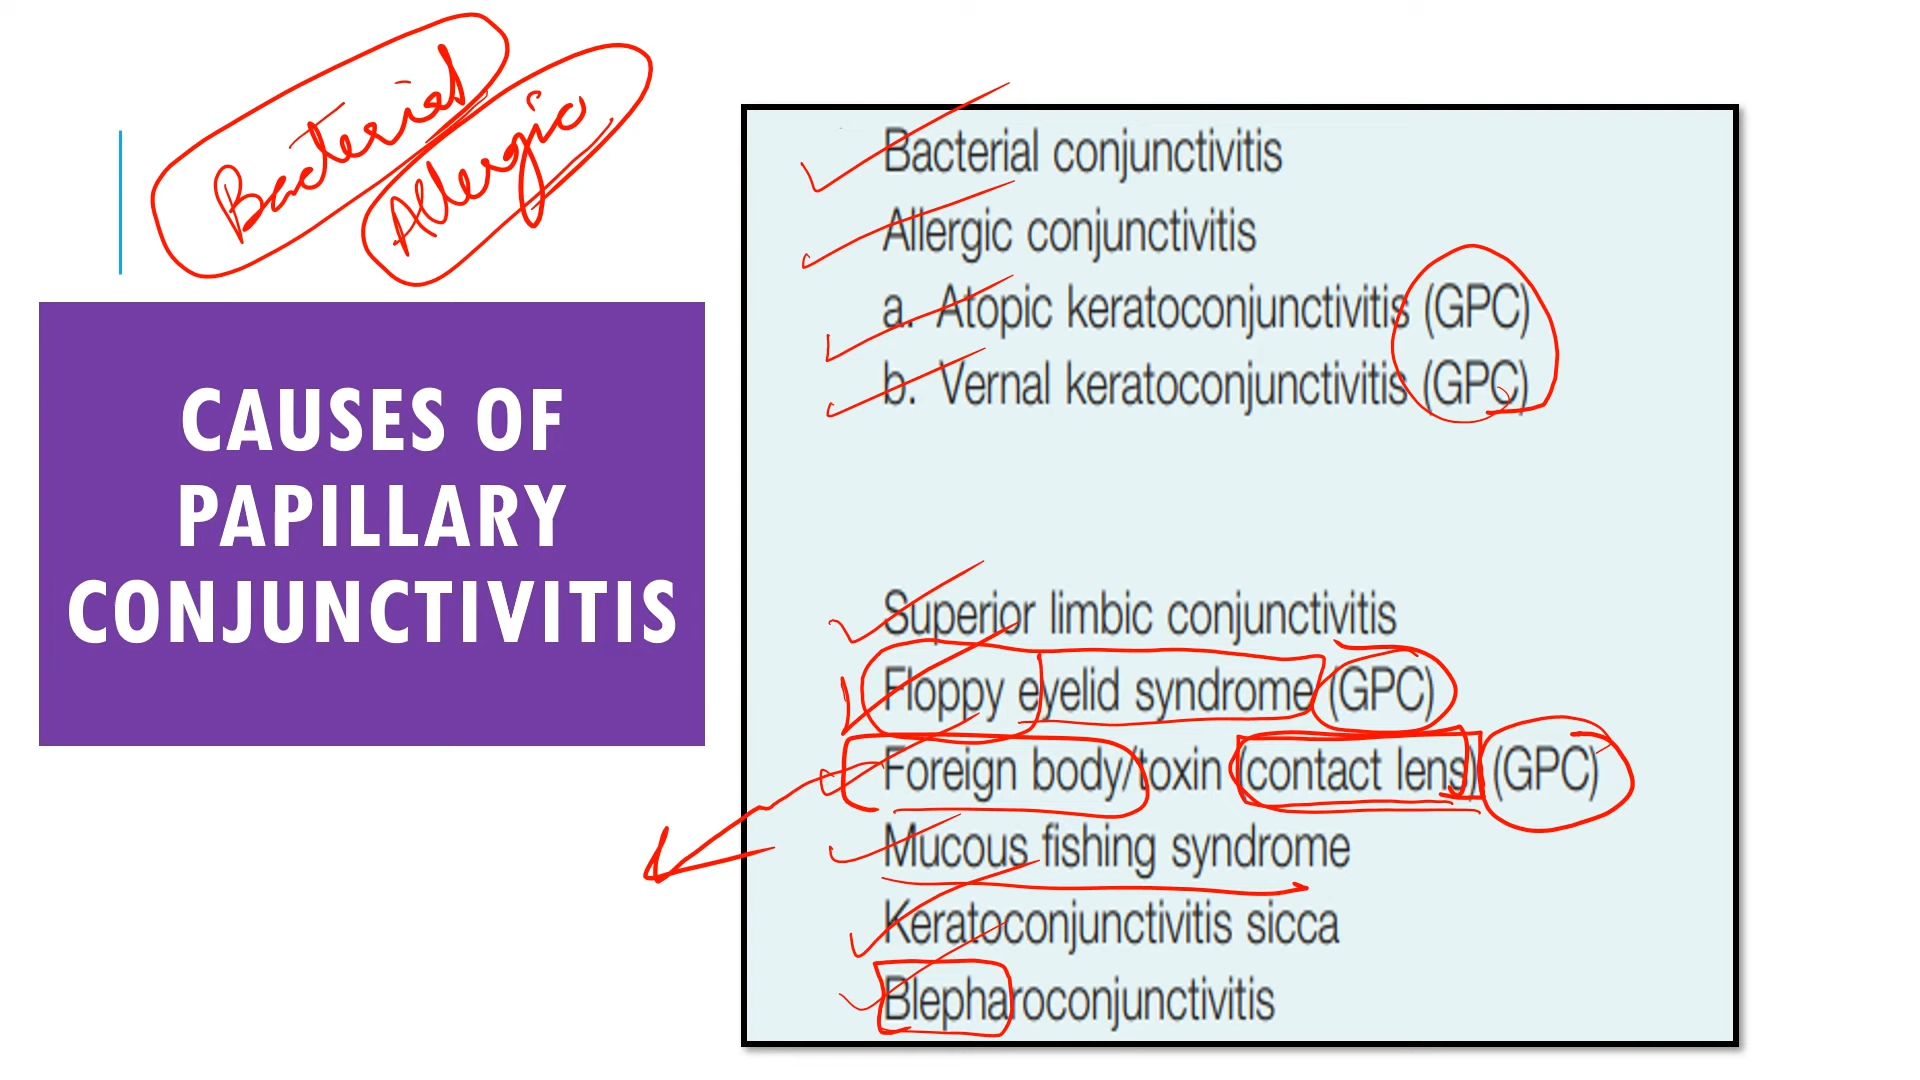 Bacterial
Allergic
CAUSES OF
PAPILLARY
CONJUNCTIVITIS
Bacterial conjunctivitis
Allergic conjunctivitis
a. Atopic keratoconjunctivitis (GPC)
b. Vernal keratoconjunctivitis (GPC)
Superior limbic conjunctivitis
Floppy eyelid syndrome (GPC)
Foreign body/toxin (contact lens) (GPC)
Mucous fishing syndrome
Keratoconjunctivitis sicca
Blepharoconjunctivitis